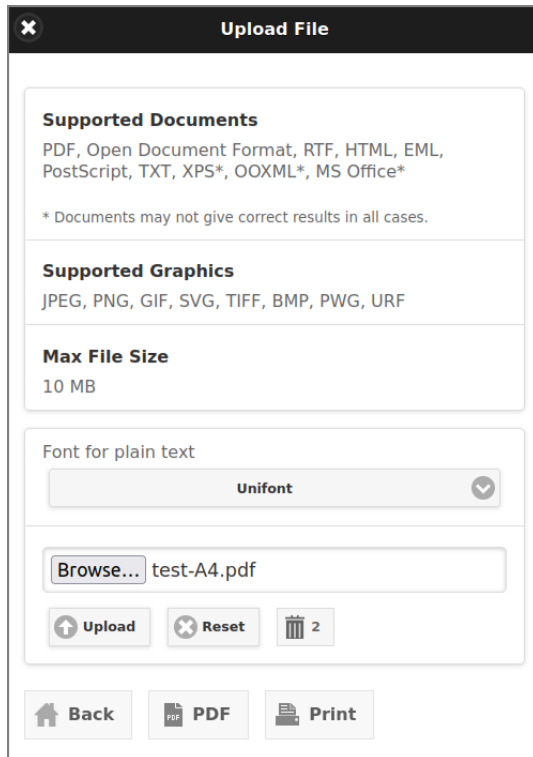 Upload File
Supported Documents
PDF, Open Document Format, RTF, HTML, EML,
PostScript, TXT, XPS*, OOXML*, MS Office*
* Documents may not give correct results in all cases.
Supported Graphics
JPEG, PNG, GIF, SVG, TIFF, BMP, PWG, URF
Max File Size
10 MB
Font for plain text
Unifont
Browse... test-A4.pdf
Upload Reset 2
Back PDF PDF Print